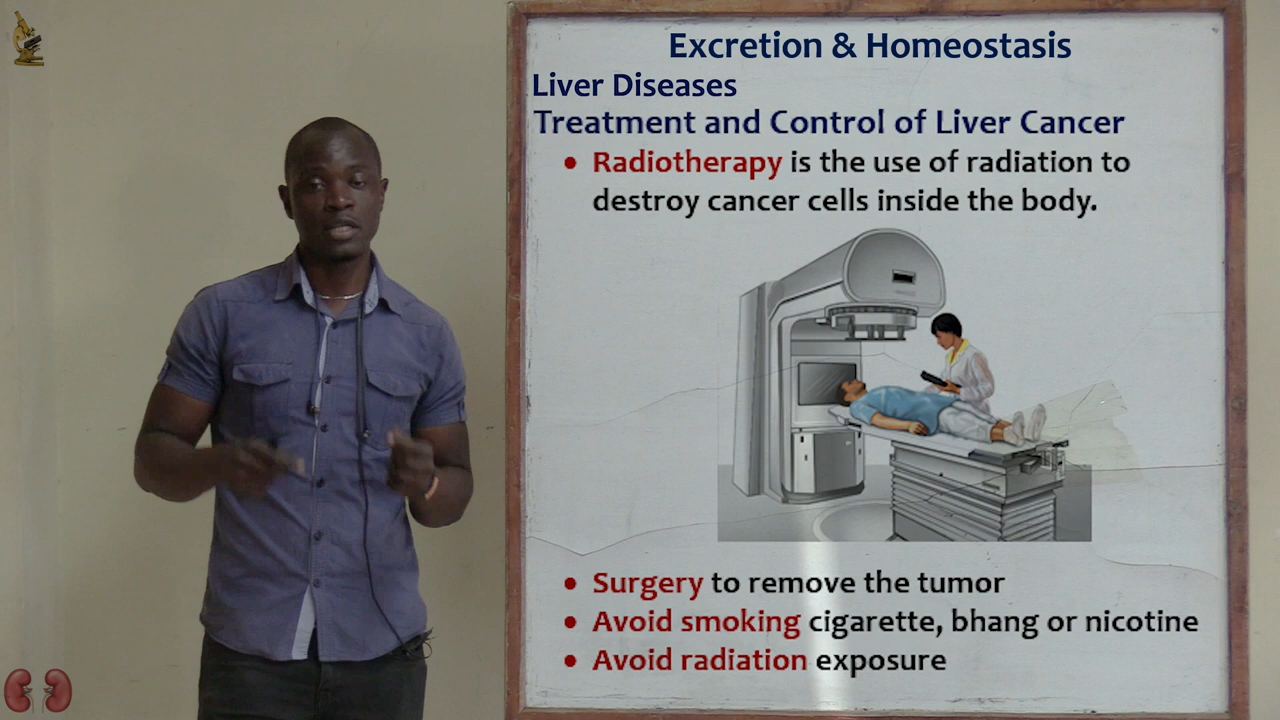 Excretion & Homeostasis
Liver Diseases
Treatment and Control of Liver Cancer
• Radiotherapy is the use of radiation to
destroy cancer cells inside the body.
• Surgery to remove the tumor
• Avoid smoking cigarette, bhang or nicotine
• Avoid radiation exposure